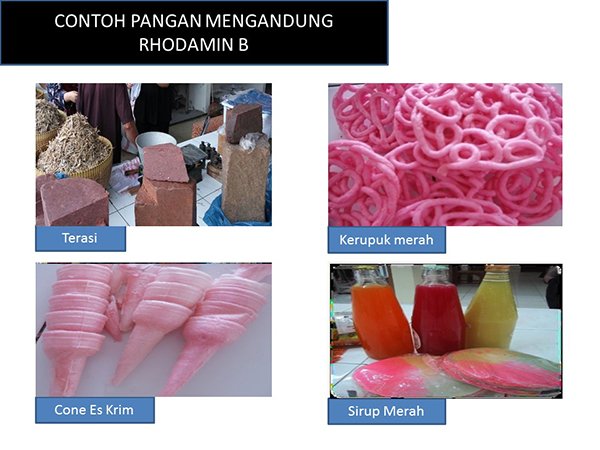 CONTOH PANGAN MENGANDUNG
RHODAMIN B
Terasi
Kerupuk merah
Cone Es Krim
Sirup Merah